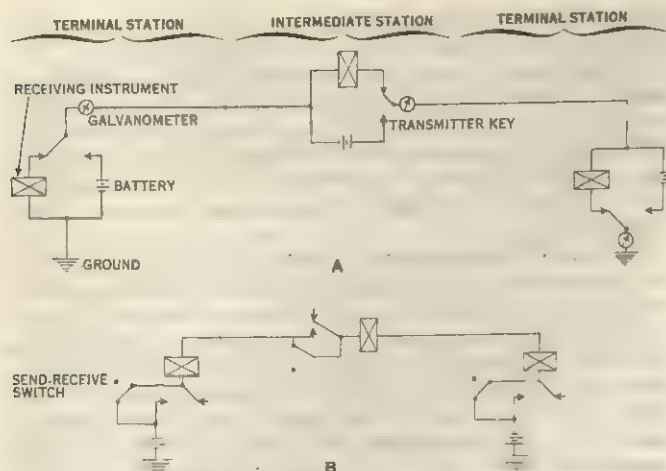 TERMINAL STATION INTERMEDIATE STATION TERMINAL STATION
RECEIVING INSTRUMENT
GALVANOMETER
TRANSMITTER KEY
BATTERY
GROUND
A
SEND-RECEIVE
SWITCH
B